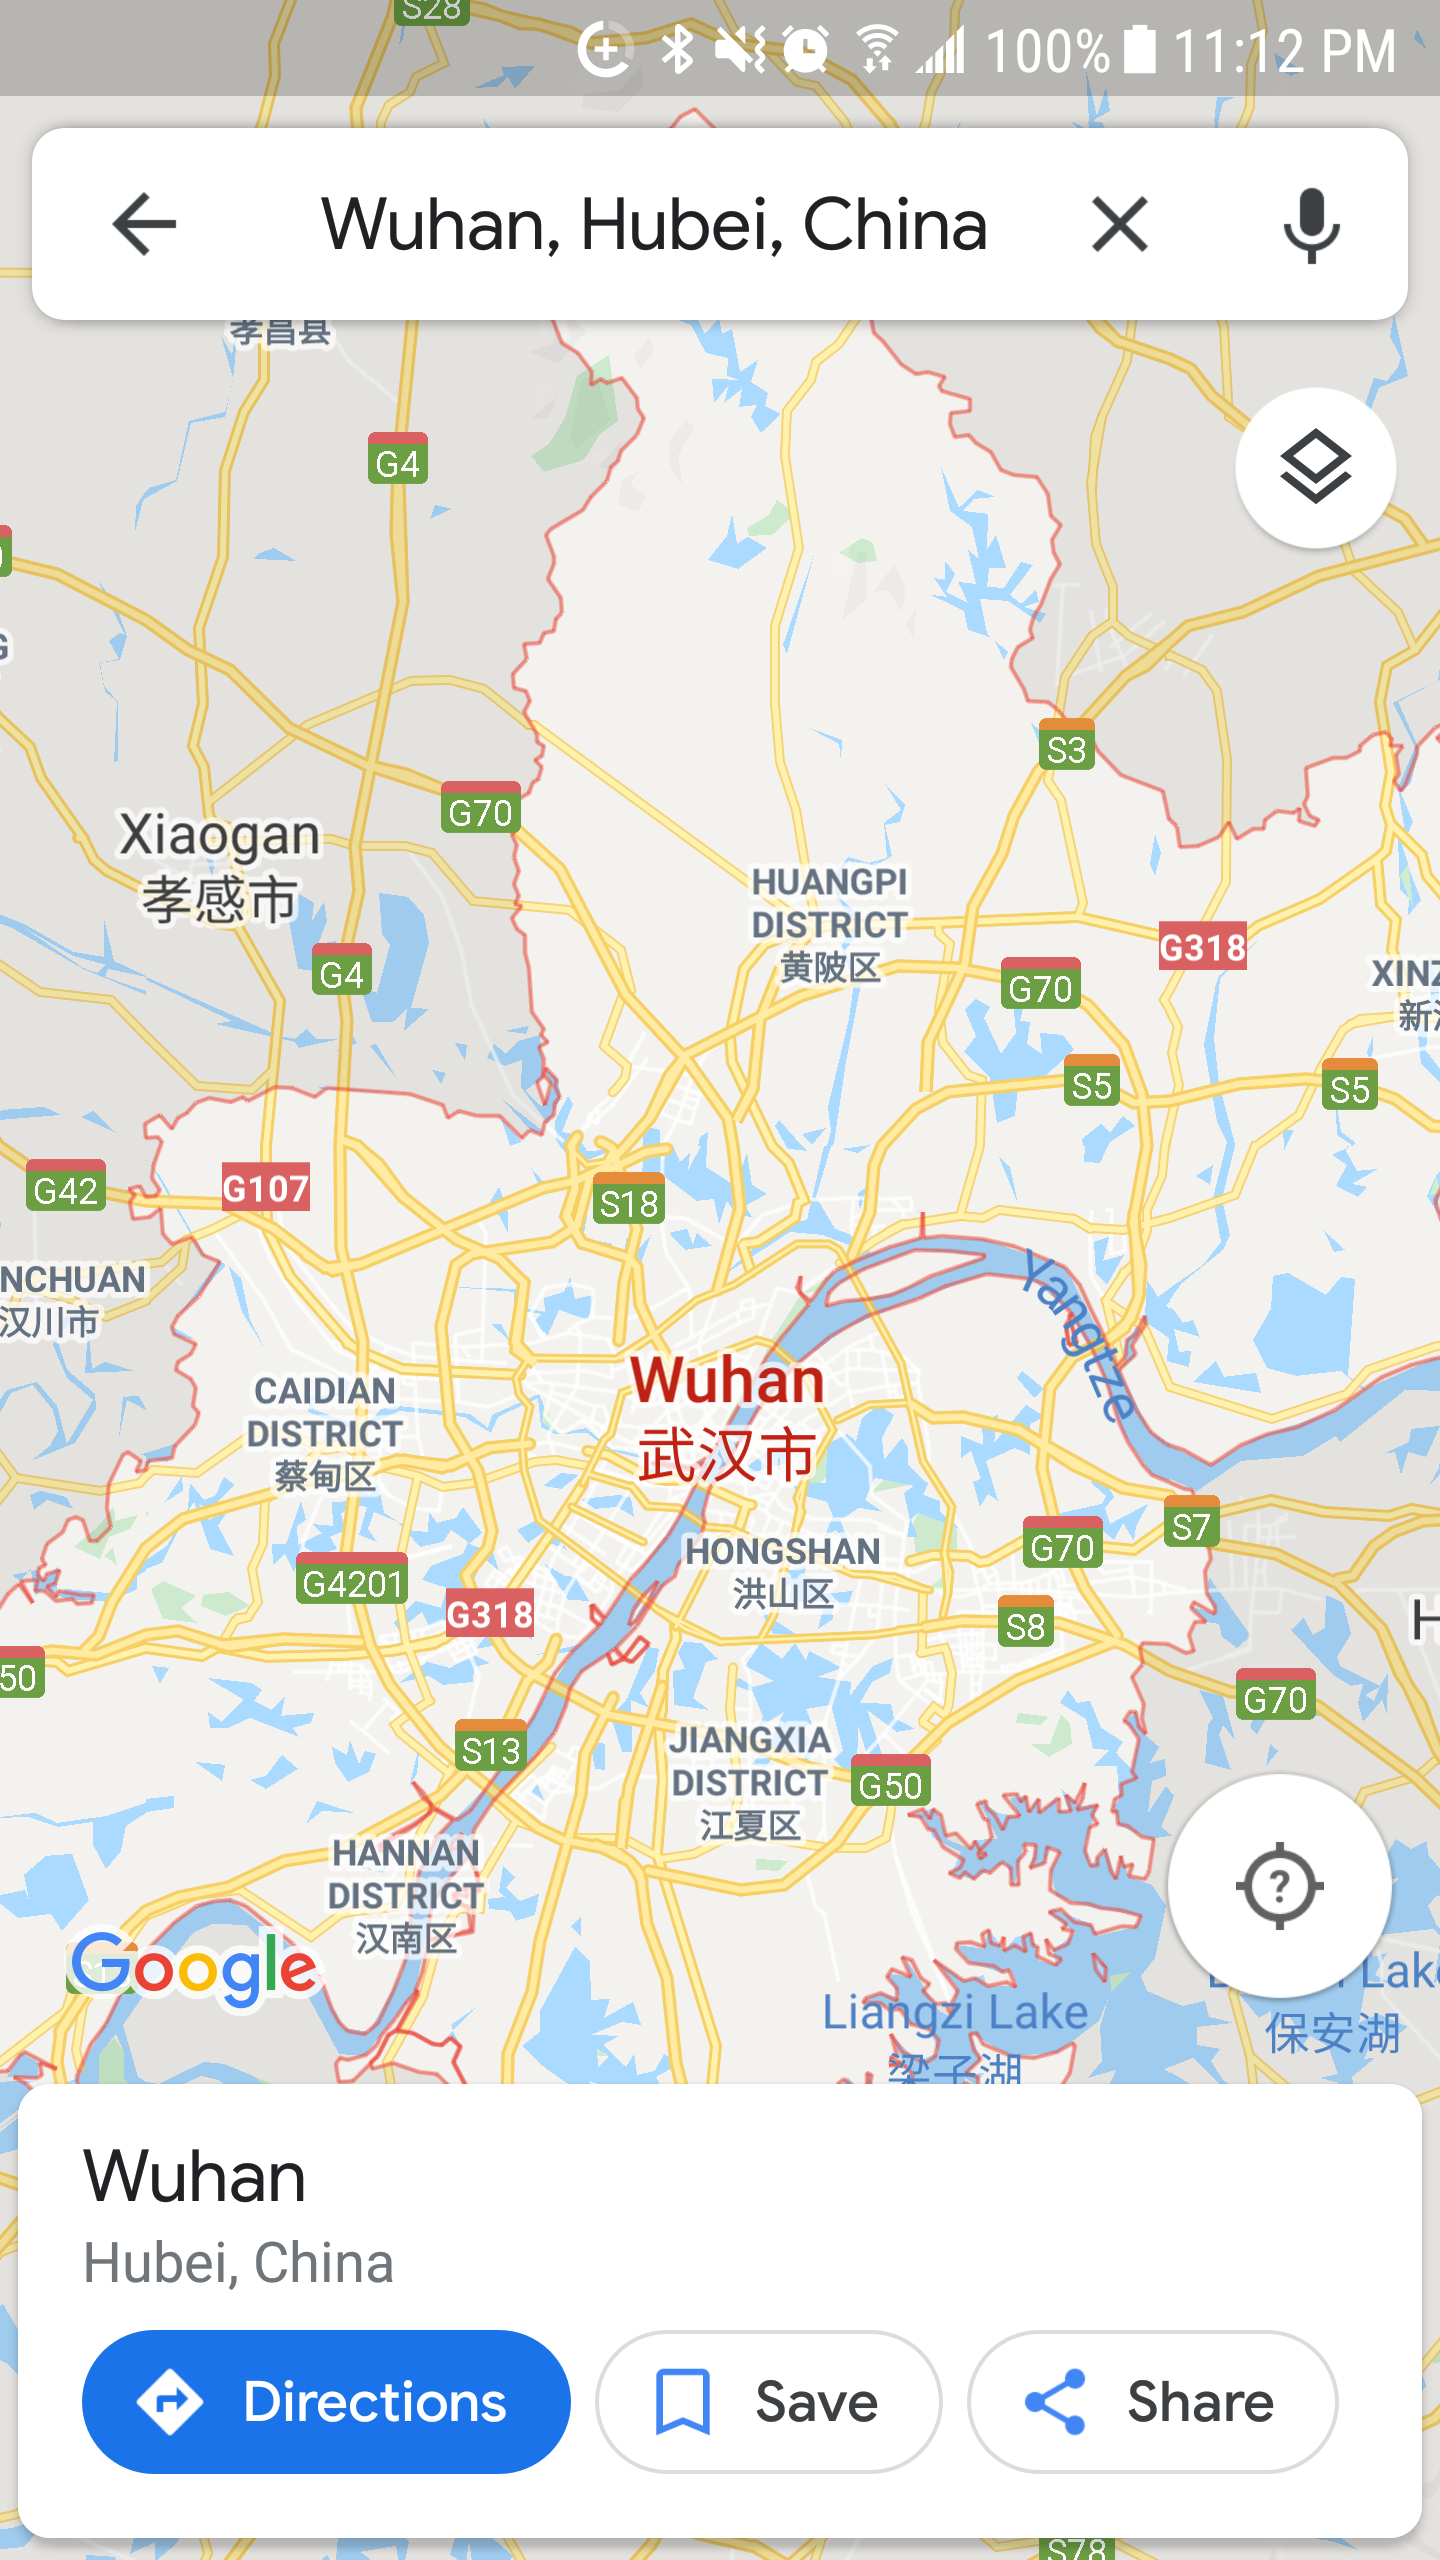 S28
100% 11:12 PM
Wuhan, Hubei, China
孝昌县
G4
S3
G70
Xiaogan
孝感市
HUANGPI
DISTRICT
黄陂区
G318
G4
G70
S5
S5
G42
G107
S18
NCHUAN
汉川市
Yangtze
Wuhan
武汉市
CAIDIAN
DISTRICT
蔡甸区
S7
G70
HONGSHAN
洪山区
G4201
G318
S8
50
G70
S13
JIANGXIA
DISTRICT
江夏区
G50
HANNAN
DISTRICT
汉南区
?
Google
Liangzi Lake
梁子湖
Lake
保安湖
Wuhan
Hubei, China
Directions
Save
Share
S78